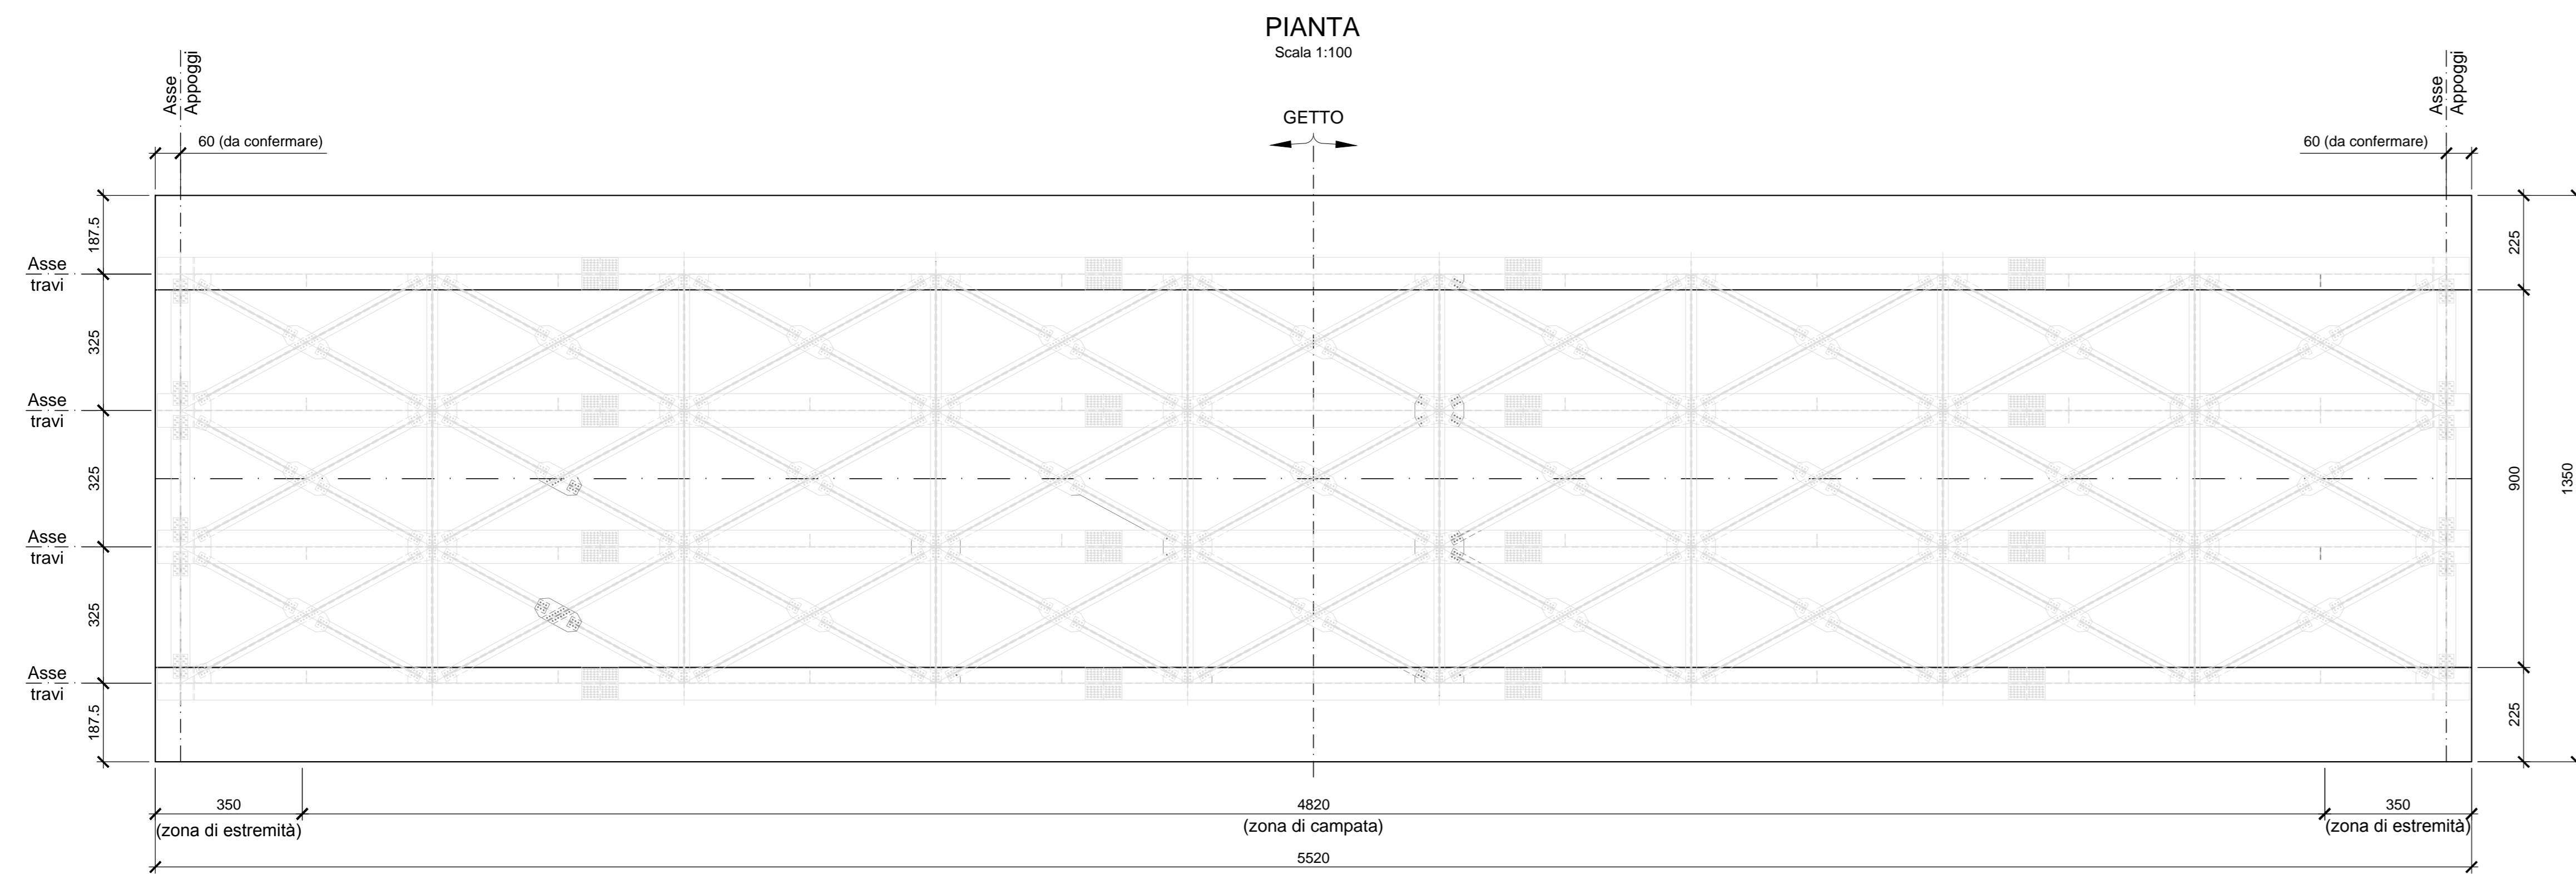 PIANTA
Scala 1:100
Asse
Appoggi
GETTO
Asse
Appoggi
60 (da confermare)
60 (da confermare)
187.5
225
Asse
travi
325
Asse
travi
325
900
1350
Asse
travi
325
Asse
travi
187.5
225
350
(zona di estremità)
4820
(zona di campata)
350
(zona di estremità)
5520